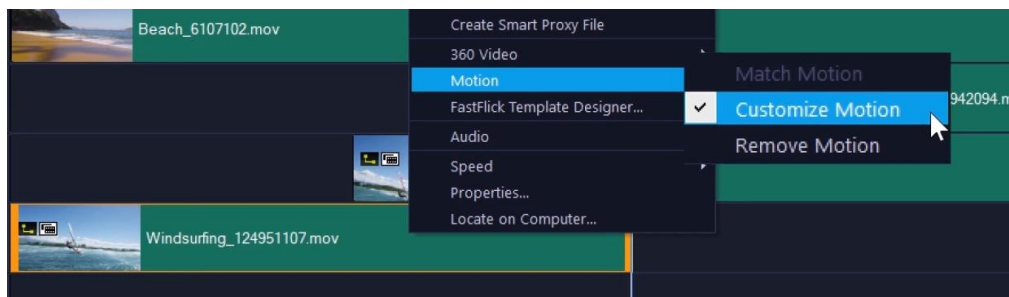 Beach_6107102.mov
Create Smart Proxy File
360 Video
Motion
FastFlick Template Designer...
Audio
Speed
Properties...
Locate on Computer...
Match Motion
Customize Motion
Remove Motion
942094.m
Windsurfing_124951107.mov